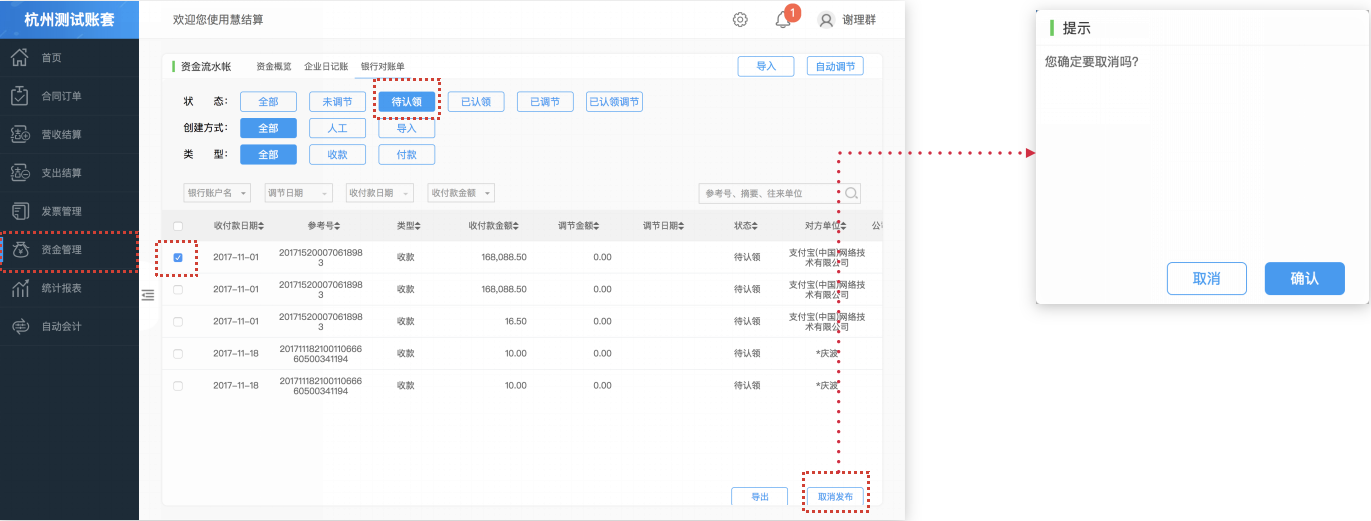 杭州测试账套
欢迎您使用慧结算
1
谢理群
首页
合同订单
营收结算
支出结算
发票管理
资金管理
统计报表
自动会计
资金流水帐
资金概览
企业日记账
银行对账单
导入
自动调节
状 态:
全部
未调节
待认领
已认领
已调节
已认领调节
创建方式:
全部
人工
导入
类 型:
全部
收款
付款
银行账户名
调节日期
收付款日期
收付款金额
参考号、摘要、往来单位
收付款日期 参考号 类型 收付款金额 调节金额 调节日期 状态 对方单位
2017-11-01 20171520007061898 收款 168,088.50 0.00 待认领 支付宝(中国)网络技
3 术有限公司
2017-11-01 20171520007061898 收款 168,088.50 0.00 待认领 支付宝(中国)网络技
3 术有限公司
2017-11-01 20171520007061898 收款 16.50 0.00 待认领 支付宝(中国)网络技
3 术有限公司
2017-11-18 201711182100110666 收款 10.00 0.00 待认领 *庆波
60500341194
2017-11-18 201711182100110666 收款 10.00 0.00 待认领 *庆波
60500341194
导出
取消发布
提示
您确定要取消吗?
取消
确认